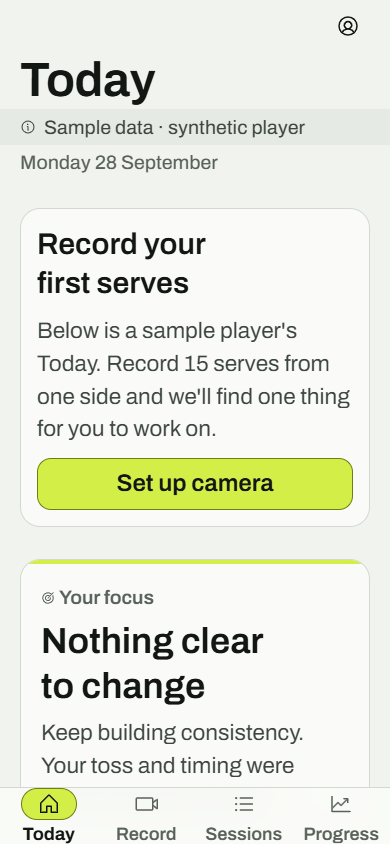 Today
Sample data · synthetic player
Monday 28 September
Record your
first serves
Below is a sample player's
Today. Record 15 serves from
one side and we'll find one thing
for you to work on.
Set up camera
Your focus
Nothing clear
to change
Keep building consistency.
Your toss and timing were
Today
Record
Sessions
Progress